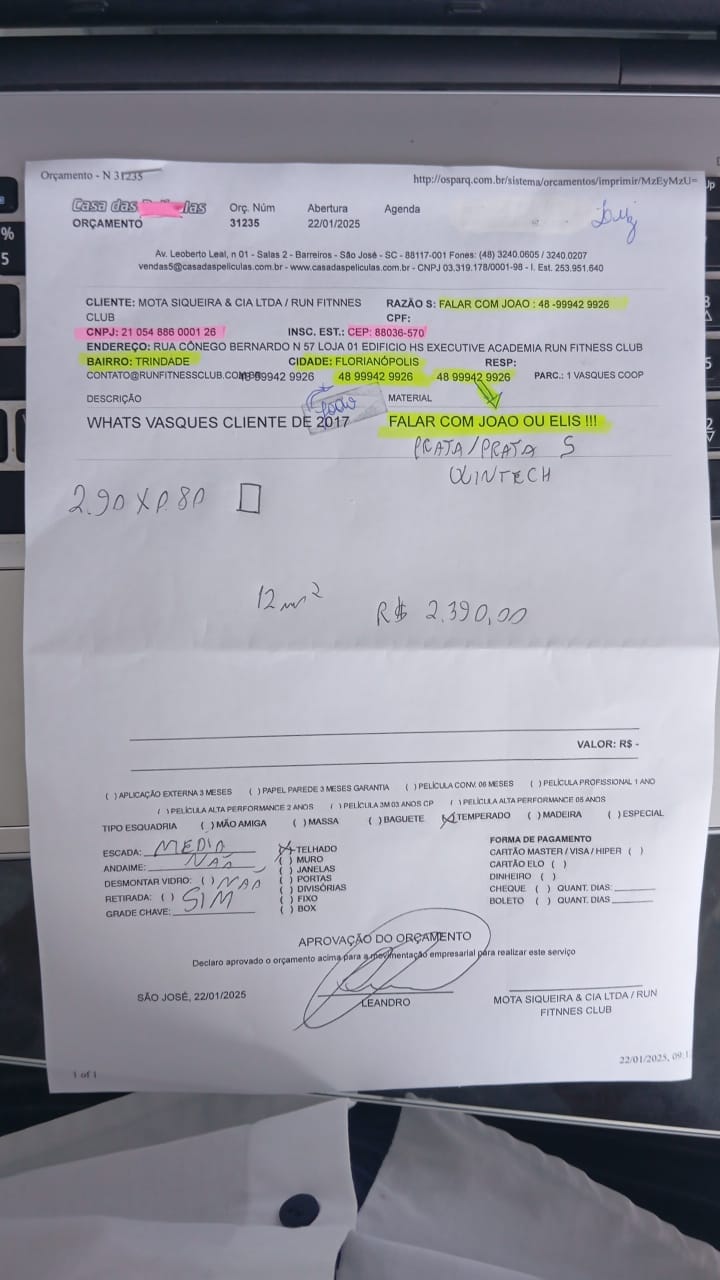 Orçamento - N 31235
http://osparq.com.br/sistema/orcamentos/imprimir/MzEyMzU=
Casa das las
Orç. Núm
Abertura
Agenda
ORÇAMENTO
31235
22/01/2025
Luiz
Av. Leoberto Leal, n 01 - Salas 2 - Barreiros - São José - SC - 88117-001 Fones: (48) 3240.0605 / 3240.0207
vendas5@casadaspeliculas.com.br - www.casadaspeliculas.com.br - CNPJ 03.319.178/0001-98 - I. Est. 253.951.640
CLIENTE: MOTA SIQUEIRA & CIA LTDA / RUN FITNNES
CLUB
RAZÃO S: FALAR COM JOAO : 48 -99942 9926
CPF:
CNPJ: 21 054 886 0001 26
INSC. EST.: CEP: 88036-570
ENDEREÇO: RUA CÔNEGO BERNARDO N 57 LOJA 01 EDIFICIO HS EXECUTIVE ACADEMIA RUN FITNESS CLUB
BAIRRO: TRINDADE
CIDADE: FLORIANÓPOLIS
RESP:
CONTATO@RUNFITNESSCLUB.COM 99942 9926
48 99942 9926
48 99942 9926
PARC.: 1 VASQUES COOP
DESCRIÇÃO
João
MATERIAL
WHATS VASQUES CLIENTE DE 2017
FALAR COM JOAO OU ELIS !!!
PRATA/PRATA S
WINTECH
2.90 X 0.80
12 m²
R$ 2.390,00
VALOR: R$ -
( ) APLICAÇÃO EXTERNA 3 MESES ( ) PAPEL PAREDE 3 MESES GARANTIA ( ) PELÍCULA CONV. 06 MESES ( ) PELÍCULA PROFISSIONAL 1 ANO
( ) PELÍCULA ALTA PERFORMANCE 2 ANOS ( ) PELÍCULA 3M 03 ANOS CP ( ) PELÍCULA ALTA PERFORMANCE 05 ANOS
TIPO ESQUADRIA ( ) MÃO AMIGA ( ) MASSA ( ) BAGUETE (X) TEMPERADO ( ) MADEIRA ( ) ESPECIAL
ESCADA: MEDIA
ANDAIME: NÃO
DESMONTAR VIDRO: ( ) NAO
RETIRADA: ( ) SIM
GRADE CHAVE:
(X) TELHADO
( ) MURO
( ) JANELAS
( ) PORTAS
( ) DIVISÓRIAS
( ) FIXO
( ) BOX
FORMA DE PAGAMENTO
CARTÃO MASTER / VISA / HIPER ( )
CARTÃO ELO ( )
DINHEIRO ( )
CHEQUE ( ) QUANT. DIAS:
BOLETO ( ) QUANT. DIAS
APROVAÇÃO DO ORÇAMENTO
Declaro aprovado o orçamento acima para a movimentação empresarial para realizar este serviço
SÃO JOSÉ, 22/01/2025
LEANDRO
MOTA SIQUEIRA & CIA LTDA / RUN
FITNNES CLUB
22/01/2025, 09:1
1 of 1